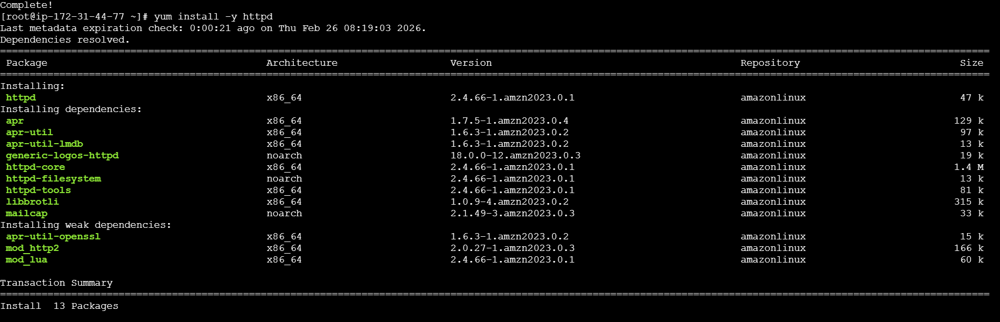 Complete!
[root@ip-172-31-44-77 ~]# yum install -y httpd
Last metadata expiration check: 0:00:21 ago on Thu Feb 26 08:19:03 2026.
Dependencies resolved.
================================================================================
Package Architecture Version Repository Size
================================================================================
Installing:
httpd x86_64 2.4.66-1.amzn2023.0.1 amazonlinux 47 k
Installing dependencies:
apr x86_64 1.7.5-1.amzn2023.0.4 amazonlinux 129 k
apr-util x86_64 1.6.3-1.amzn2023.0.2 amazonlinux 97 k
apr-util-lmdb x86_64 1.6.3-1.amzn2023.0.2 amazonlinux 13 k
generic-logos-httpd noarch 18.0.0-12.amzn2023.0.3 amazonlinux 19 k
httpd-core x86_64 2.4.66-1.amzn2023.0.1 amazonlinux 1.4 M
httpd-filesystem noarch 2.4.66-1.amzn2023.0.1 amazonlinux 13 k
httpd-tools x86_64 2.4.66-1.amzn2023.0.1 amazonlinux 81 k
libbrotli x86_64 1.0.9-4.amzn2023.0.2 amazonlinux 315 k
mailcap noarch 2.1.49-3.amzn2023.0.3 amazonlinux 33 k
Installing weak dependencies:
apr-util-openssl x86_64 1.6.3-1.amzn2023.0.2 amazonlinux 15 k
mod_http2 x86_64 2.0.27-1.amzn2023.0.3 amazonlinux 166 k
mod_lua x86_64 2.4.66-1.amzn2023.0.1 amazonlinux 60 k
Transaction Summary
================================================================================
Install 13 Packages